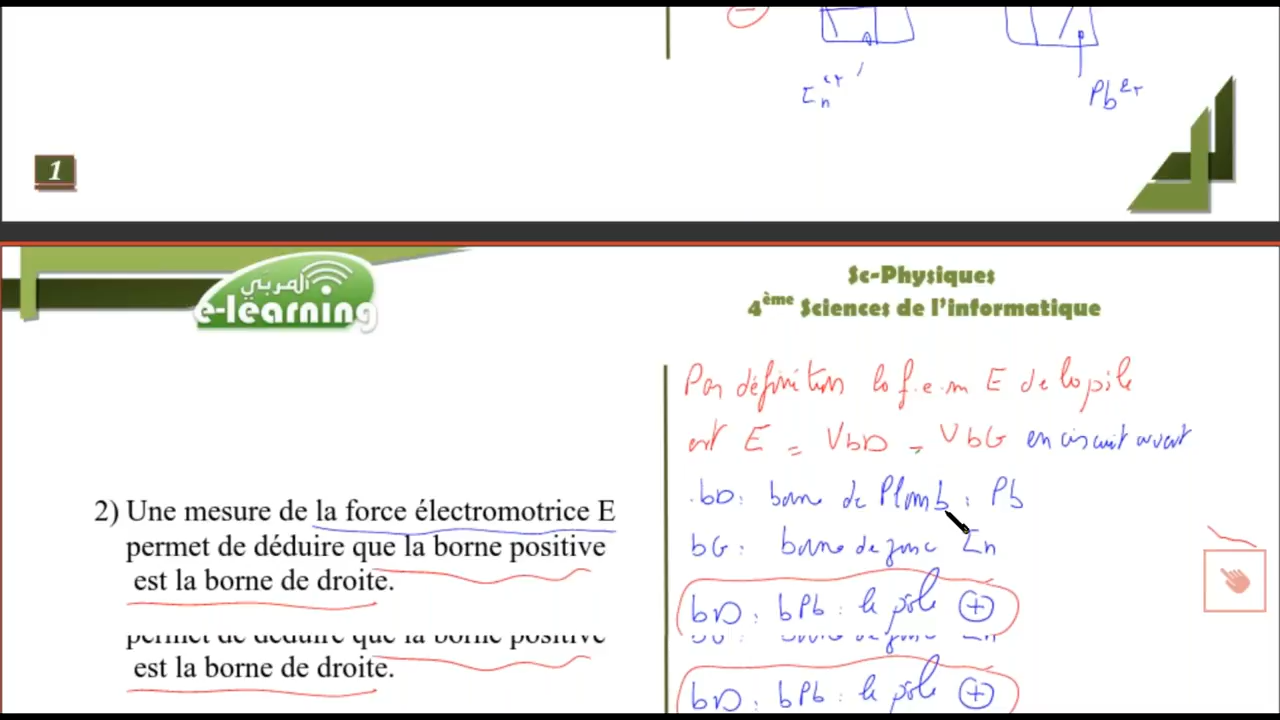 Zn²⁺
Pb²⁺
1
العربي
e-learning
Sc-Physiques
4ème Sciences de l'informatique
Par définition la f.e.m E de la pile
est E = VbD - VbG en circuit ouvert
bD: borne de Plomb: Pb
bG: borne de zinc Zn
bD: bPb: le pôle +
bD: bPb: le pôle +
2) Une mesure de la force électromotrice E
permet de déduire que la borne positive
est la borne de droite.
permet de déduire que la borne positive
est la borne de droite.